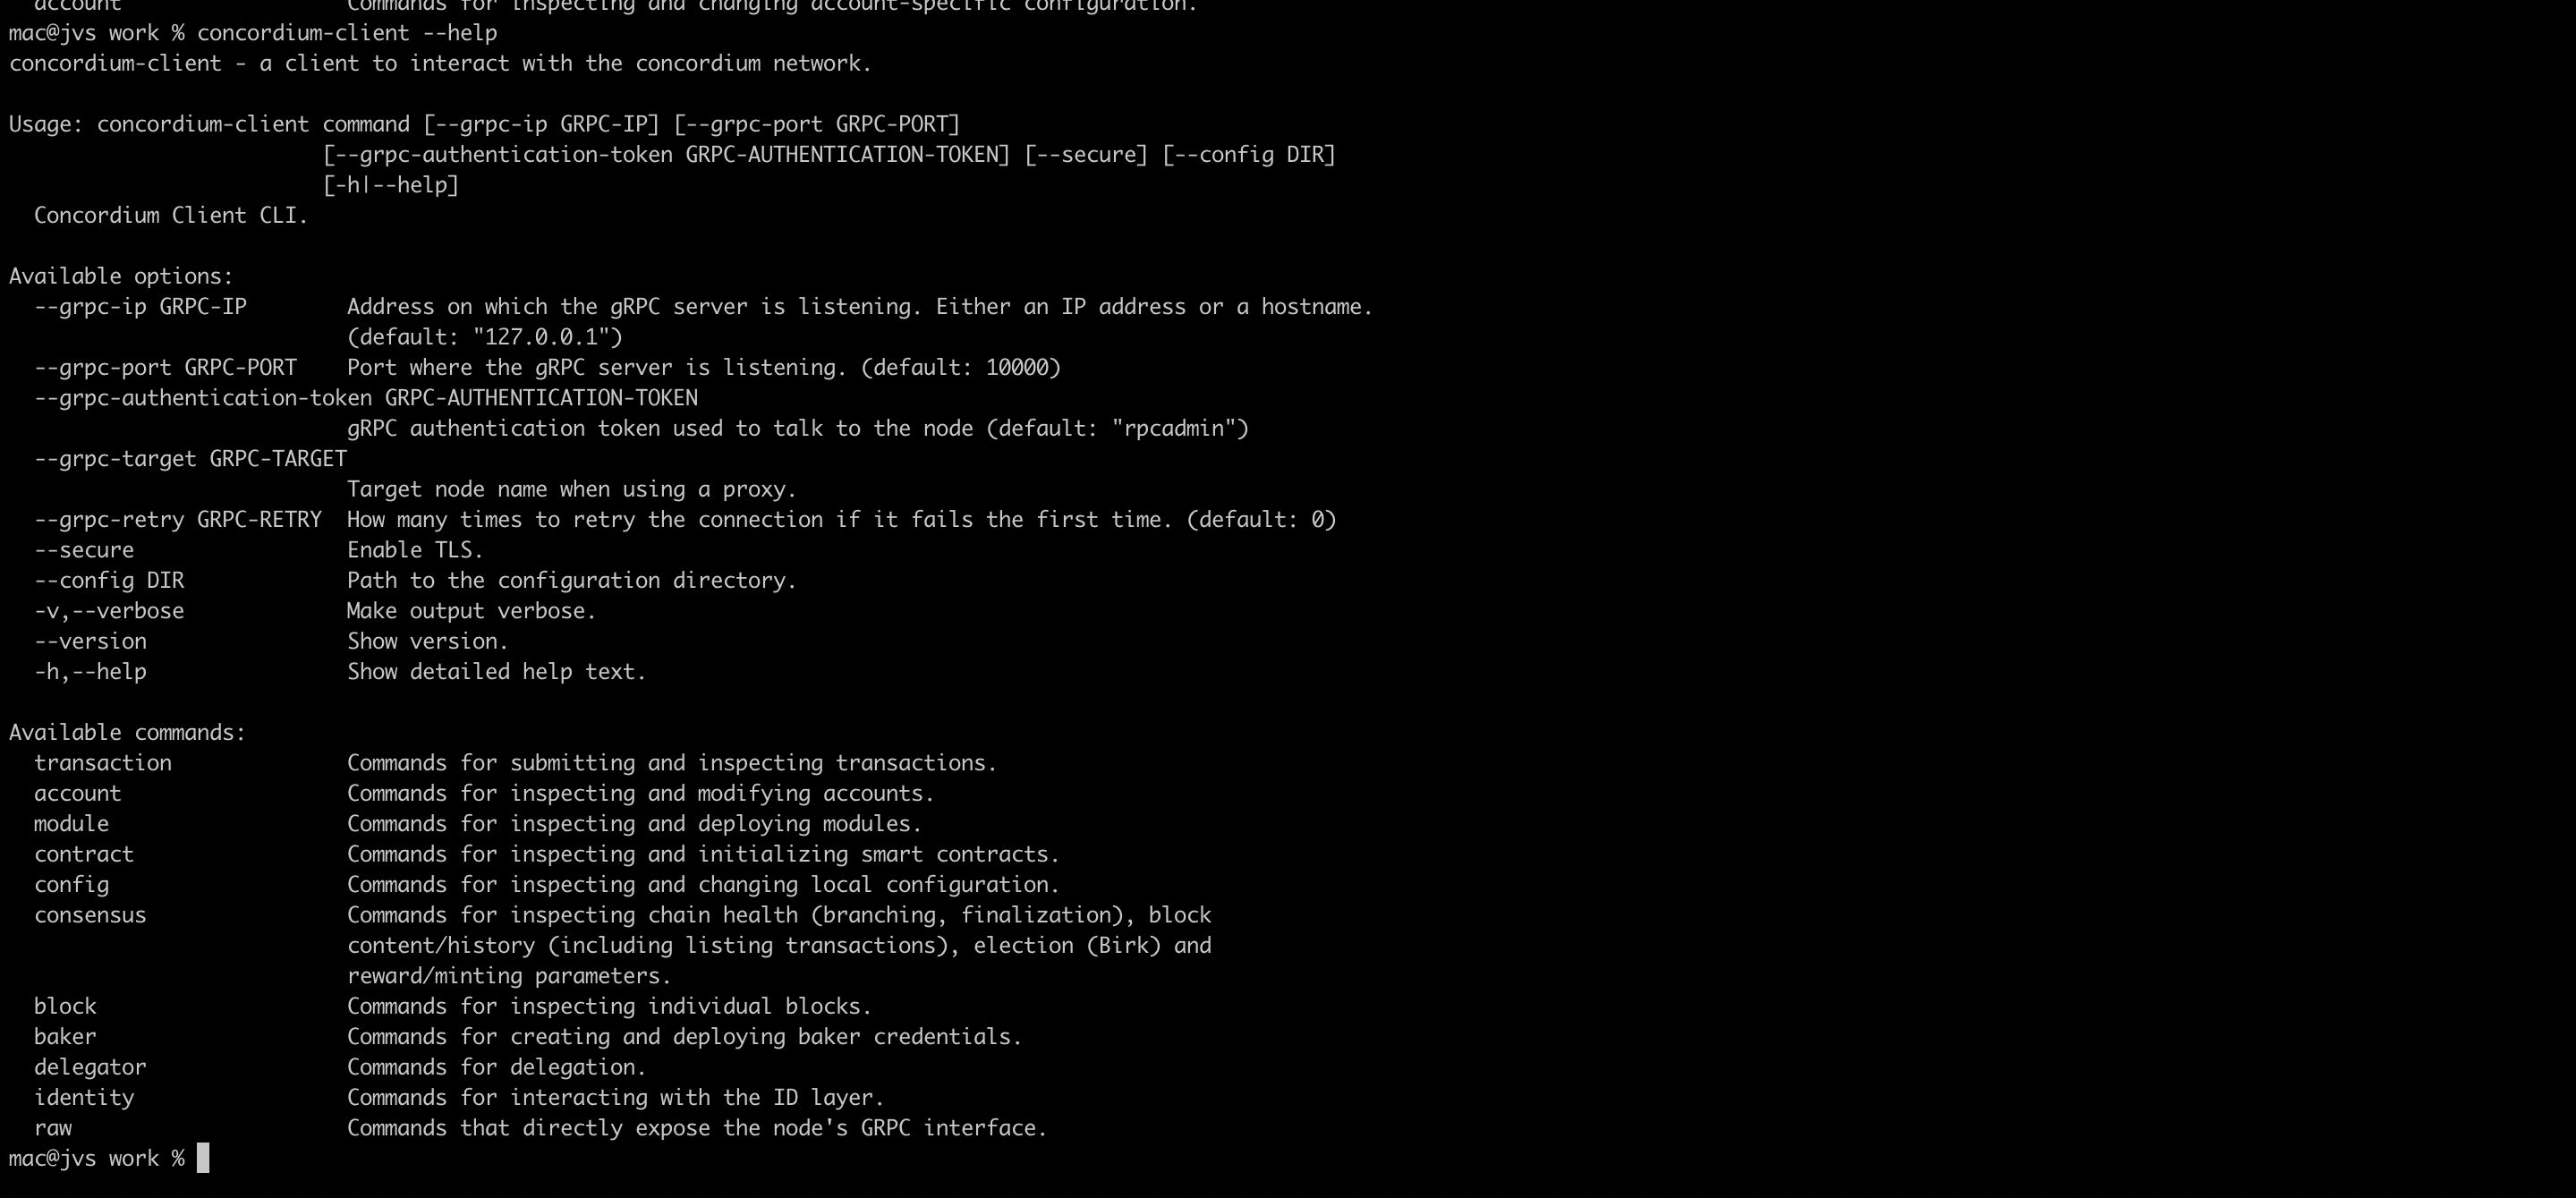 account                  Commands for inspecting and changing account-specific configuration.
mac@jvs work % concordium-client --help
concordium-client - a client to interact with the concordium network.
Usage: concordium-client command [--grpc-ip GRPC-IP] [--grpc-port GRPC-PORT]
[--grpc-authentication-token GRPC-AUTHENTICATION-TOKEN] [--secure] [--config DIR]
[-h|--help]
Concordium Client CLI.
Available options:
--grpc-ip GRPC-IP        Address on which the gRPC server is listening. Either an IP address or a hostname.
(default: "127.0.0.1")
--grpc-port GRPC-PORT    Port where the gRPC server is listening. (default: 10000)
--grpc-authentication-token GRPC-AUTHENTICATION-TOKEN
gRPC authentication token used to talk to the node (default: "rpcadmin")
--grpc-target GRPC-TARGET
Target node name when using a proxy.
--grpc-retry GRPC-RETRY  How many times to retry the connection if it fails the first time. (default: 0)
--secure                 Enable TLS.
--config DIR             Path to the configuration directory.
-v,--verbose             Make output verbose.
--version                Show version.
-h,--help                Show detailed help text.
Available commands:
transaction              Commands for submitting and inspecting transactions.
account                  Commands for inspecting and modifying accounts.
module                   Commands for inspecting and deploying modules.
contract                 Commands for inspecting and initializing smart contracts.
config                   Commands for inspecting and changing local configuration.
consensus                Commands for inspecting chain health (branching, finalization), block
content/history (including listing transactions), election (Birk) and
reward/minting parameters.
block                    Commands for inspecting individual blocks.
baker                    Commands for creating and deploying baker credentials.
delegator                Commands for delegation.
identity                 Commands for interacting with the ID layer.
raw                      Commands that directly expose the node's GRPC interface.
mac@jvs work %